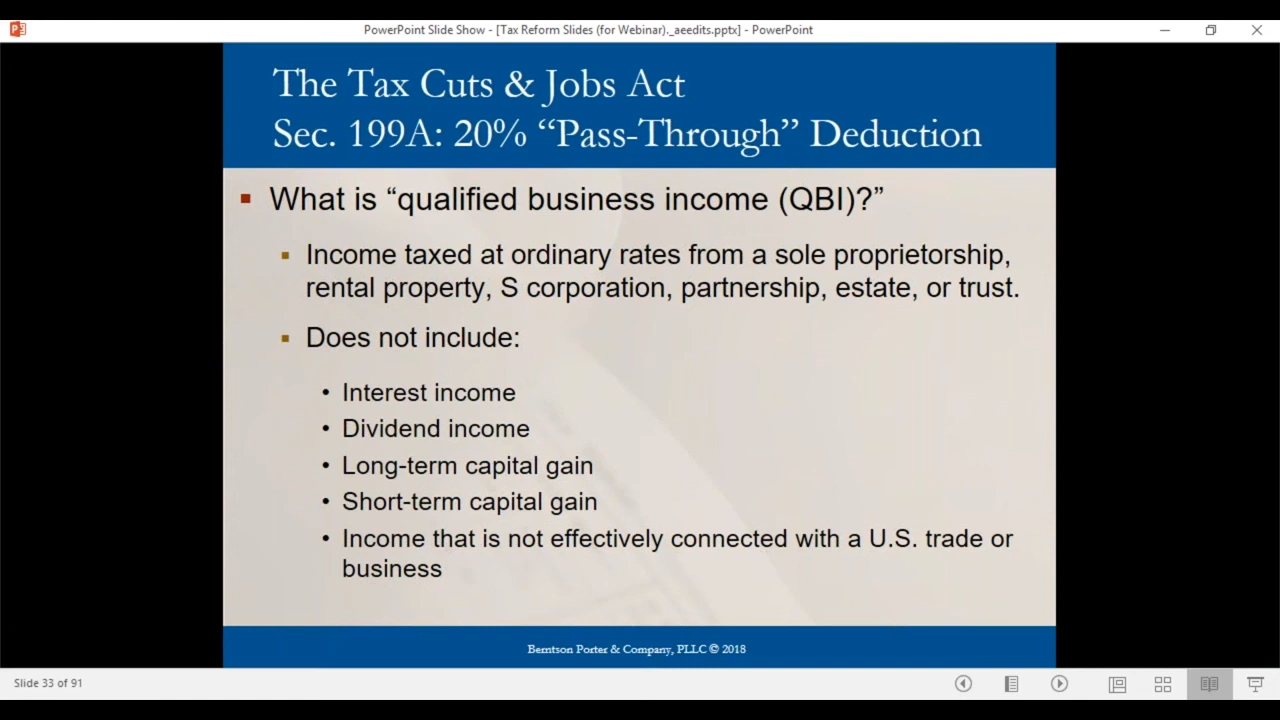 PowerPoint Slide Show - [Tax Reform Slides (for Webinar)._aeedits.pptx] - PowerPoint
The Tax Cuts & Jobs Act
Sec. 199A: 20% “Pass-Through” Deduction
What is “qualified business income (QBI)?”
Income taxed at ordinary rates from a sole proprietorship,
rental property, S corporation, partnership, estate, or trust.
Does not include:
• Interest income
• Dividend income
• Long-term capital gain
• Short-term capital gain
• Income that is not effectively connected with a U.S. trade or
business
Berntson Porter & Company, PLLC © 2018
Slide 33 of 91